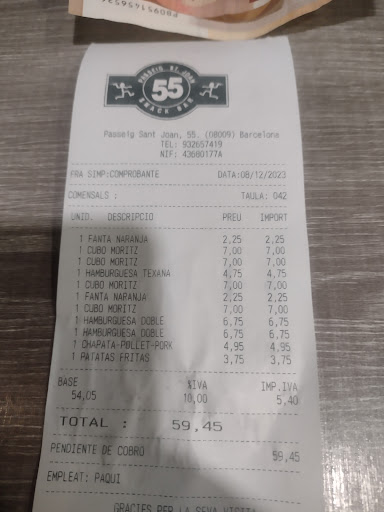 P8099154565
PASSEIG ST. JOAN
55
SNACK BAR
Passeig Sant Joan, 55. (08009) Barcelona
TEL: 932657419
NIF: 43680177A
FRA SIMP:COMPROBANTE DATA:08/12/2023
COMENSALS : TAULA: 042
UNID. DESCRIPCIO PREU IMPORT
1 FANTA NARANJA 2,25 2,25
1 CUBO MORITZ 7,00 7,00
1 CUBO MORITZ 7,00 7,00
1 HAMBURGUESA TEXANA 4,75 4,75
1 CUBO MORITZ 7,00 7,00
1 FANTA NARANJA 2,25 2,25
1 CUBO MORITZ 7,00 7,00
1 HAMBURGUESA DOBLE 6,75 6,75
1 HAMBURGUESA DOBLE 6,75 6,75
1 CHAPATA-POLLET-PORK 4,95 4,95
1 PATATAS FRITAS 3,75 3,75
BASE %IVA IMP.IVA
54,05 10,00 5,40
TOTAL : 59,45
PENDIENTE DE COBRO 59,45
EMPLEAT: PAQUI
GRACIES PER LA SEVA VISITA